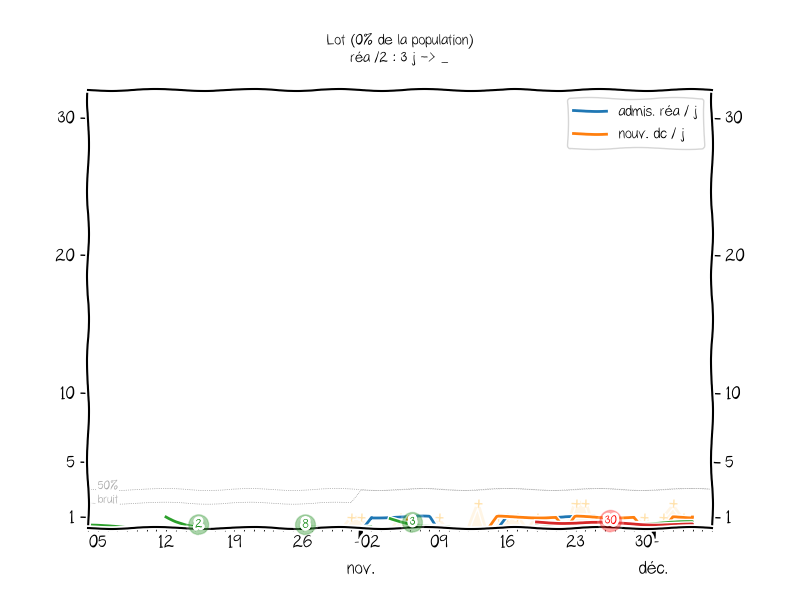 Lot (0% de la population)
réa /2 : 3 j -> _
admis. réa / j
nouv. dc / j
30 30
20 20
10 10
5 5
50%
bruit
1 1
2 8 3 30
05 12 19 26 02 09 16 23 30
nov. déc.